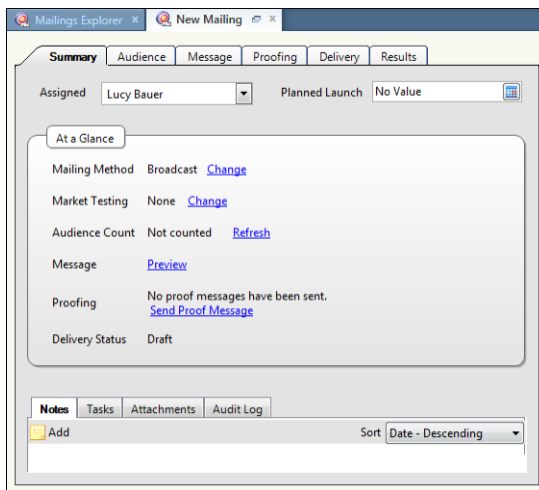 Mailings Explorer
New Mailing
Summary Audience Message Proofing Delivery Results
Assigned Lucy Bauer Planned Launch No Value
At a Glance
Mailing Method Broadcast Change
Market Testing None Change
Audience Count Not counted Refresh
Message Preview
No proof messages have been sent.
Proofing Send Proof Message
Delivery Status Draft
Notes Tasks Attachments Audit Log
Add Sort Date - Descending